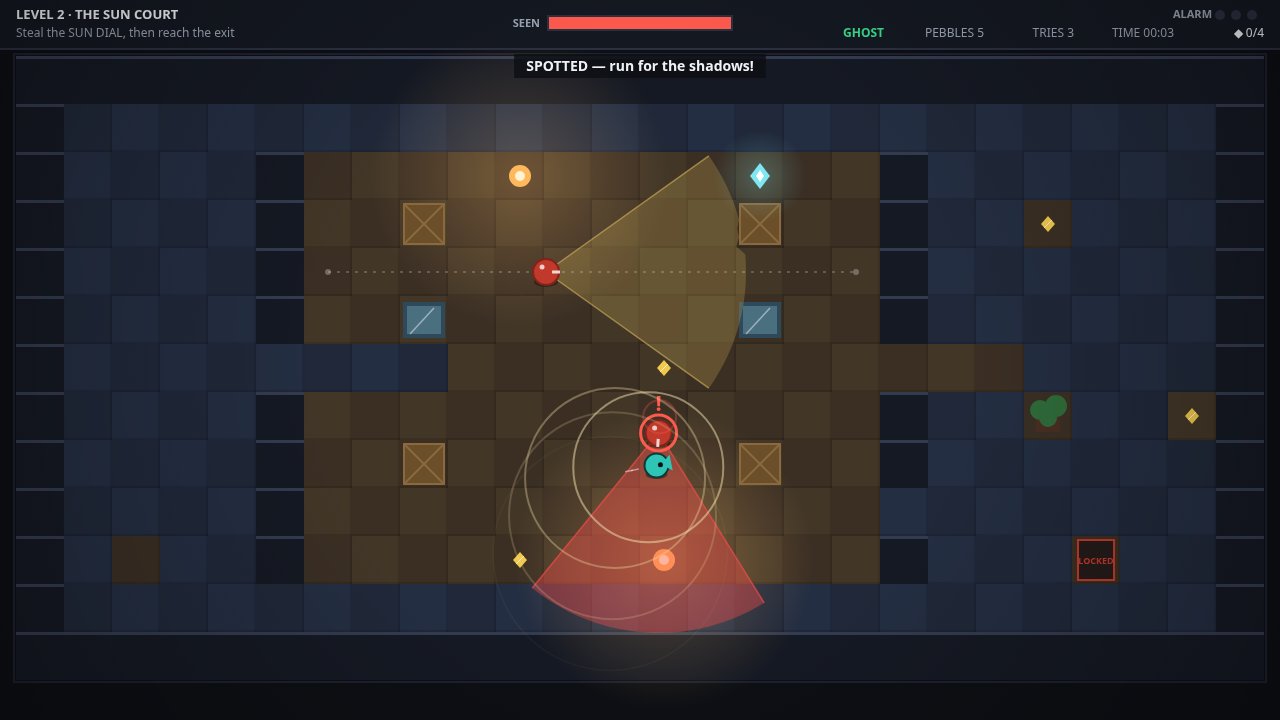 LEVEL 2 · THE SUN COURT
Steal the SUN DIAL, then reach the exit
SEEN
ALARM
GHOST
PEBBLES 5
TRIES 3
TIME 00:03
◆ 0/4
SPOTTED — run for the shadows!
!
LOCKED